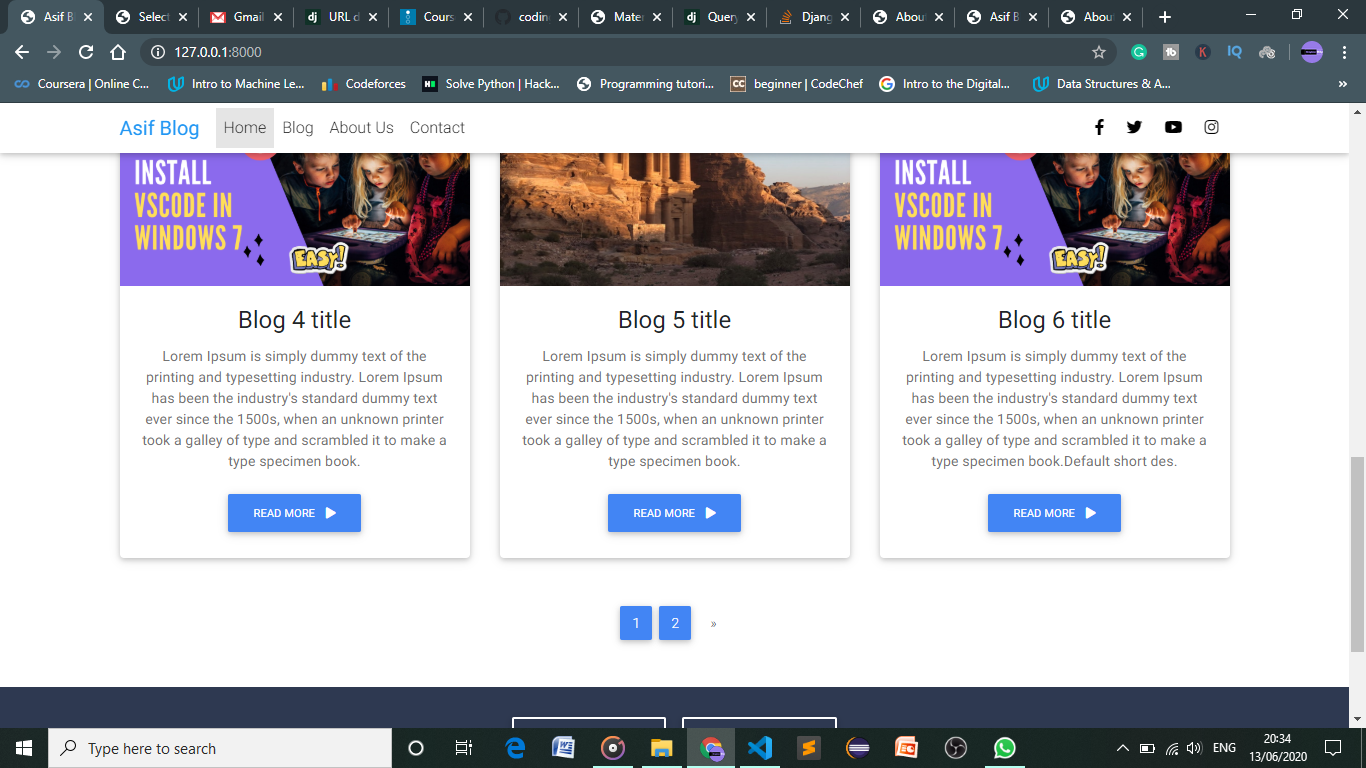 Asif B
Select
Gmail
URL d
Cours
codin
Mater
Query
Djang
About
Asif B
About
127.0.0.1:8000
Coursera | Online C...
Intro to Machine Le...
Codeforces
Solve Python | Hack...
Programming tutori...
beginner | CodeChef
Intro to the Digital...
Data Structures & A...
»
Asif Blog
Home
Blog
About Us
Contact
INSTALL
VSCODE IN
WINDOWS 7
EASY!
INSTALL
VSCODE IN
WINDOWS 7
EASY!
Blog 4 title
Lorem Ipsum is simply dummy text of the
printing and typesetting industry. Lorem Ipsum
has been the industry's standard dummy text
ever since the 1500s, when an unknown printer
took a galley of type and scrambled it to make a
type specimen book.
READ MORE
Blog 5 title
Lorem Ipsum is simply dummy text of the
printing and typesetting industry. Lorem Ipsum
has been the industry's standard dummy text
ever since the 1500s, when an unknown printer
took a galley of type and scrambled it to make a
type specimen book.
READ MORE
Blog 6 title
Lorem Ipsum is simply dummy text of the
printing and typesetting industry. Lorem Ipsum
has been the industry's standard dummy text
ever since the 1500s, when an unknown printer
took a galley of type and scrambled it to make a
type specimen book.Default short des.
READ MORE
1 2 »
Type here to search
ENG
20:34
13/06/2020